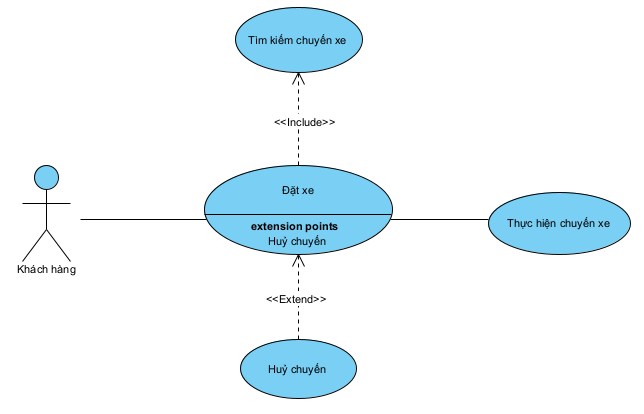 Tìm kiếm chuyến xe
<<Include>>
Đặt xe
extension points
Huỷ chuyến
Thực hiện chuyến xe
Khách hàng
<<Extend>>
Huỷ chuyến